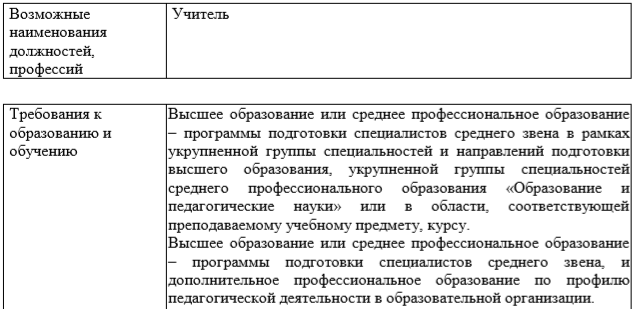 Возможные
наименования
должностей,
профессий
Учитель
Требования к
образованию и
обучению
Высшее образование или среднее профессиональное образование
– программы подготовки специалистов среднего звена в рамках
укрупненной группы специальностей и направлений подготовки
высшего образования, укрупненной группы специальностей
среднего профессионального образования «Образование и
педагогические науки» или в области, соответствующей
преподаваемому учебному предмету, курсу.
Высшее образование или среднее профессиональное образование
– программы подготовки специалистов среднего звена, и
дополнительное профессиональное образование по профилю
педагогической деятельности в образовательной организации.